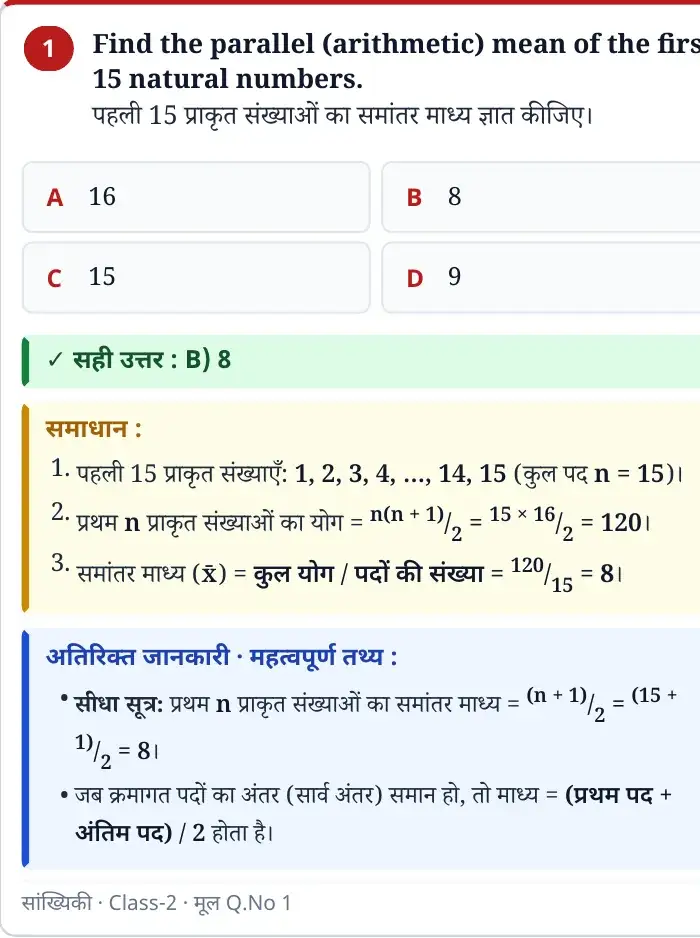 1
Find the parallel (arithmetic) mean of the firs
15 natural numbers.
पहली 15 प्राकृत संख्याओं का समांतर माध्य ज्ञात कीजिए।
A 16
B 8
C 15
D 9
✓ सही उत्तर : B) 8
समाधान :
1. पहली 15 प्राकृत संख्याएँ: 1, 2, 3, 4, ..., 14, 15 (कुल पद n = 15)।
2. प्रथम n प्राकृत संख्याओं का योग = n(n + 1)/2 = 15 × 16/2 = 120।
3. समांतर माध्य (x̄) = कुल योग / पदों की संख्या = 120/15 = 8।
अतिरिक्त जानकारी · महत्वपूर्ण तथ्य :
• सीधा सूत्र: प्रथम n प्राकृत संख्याओं का समांतर माध्य = (n + 1)/2 = (15 +
1)/2 = 8।
• जब क्रमागत पदों का अंतर (सार्व अंतर) समान हो, तो माध्य = (प्रथम पद +
अंतिम पद) / 2 होता है।
सांख्यिकी · Class-2 · मूल Q.No 1